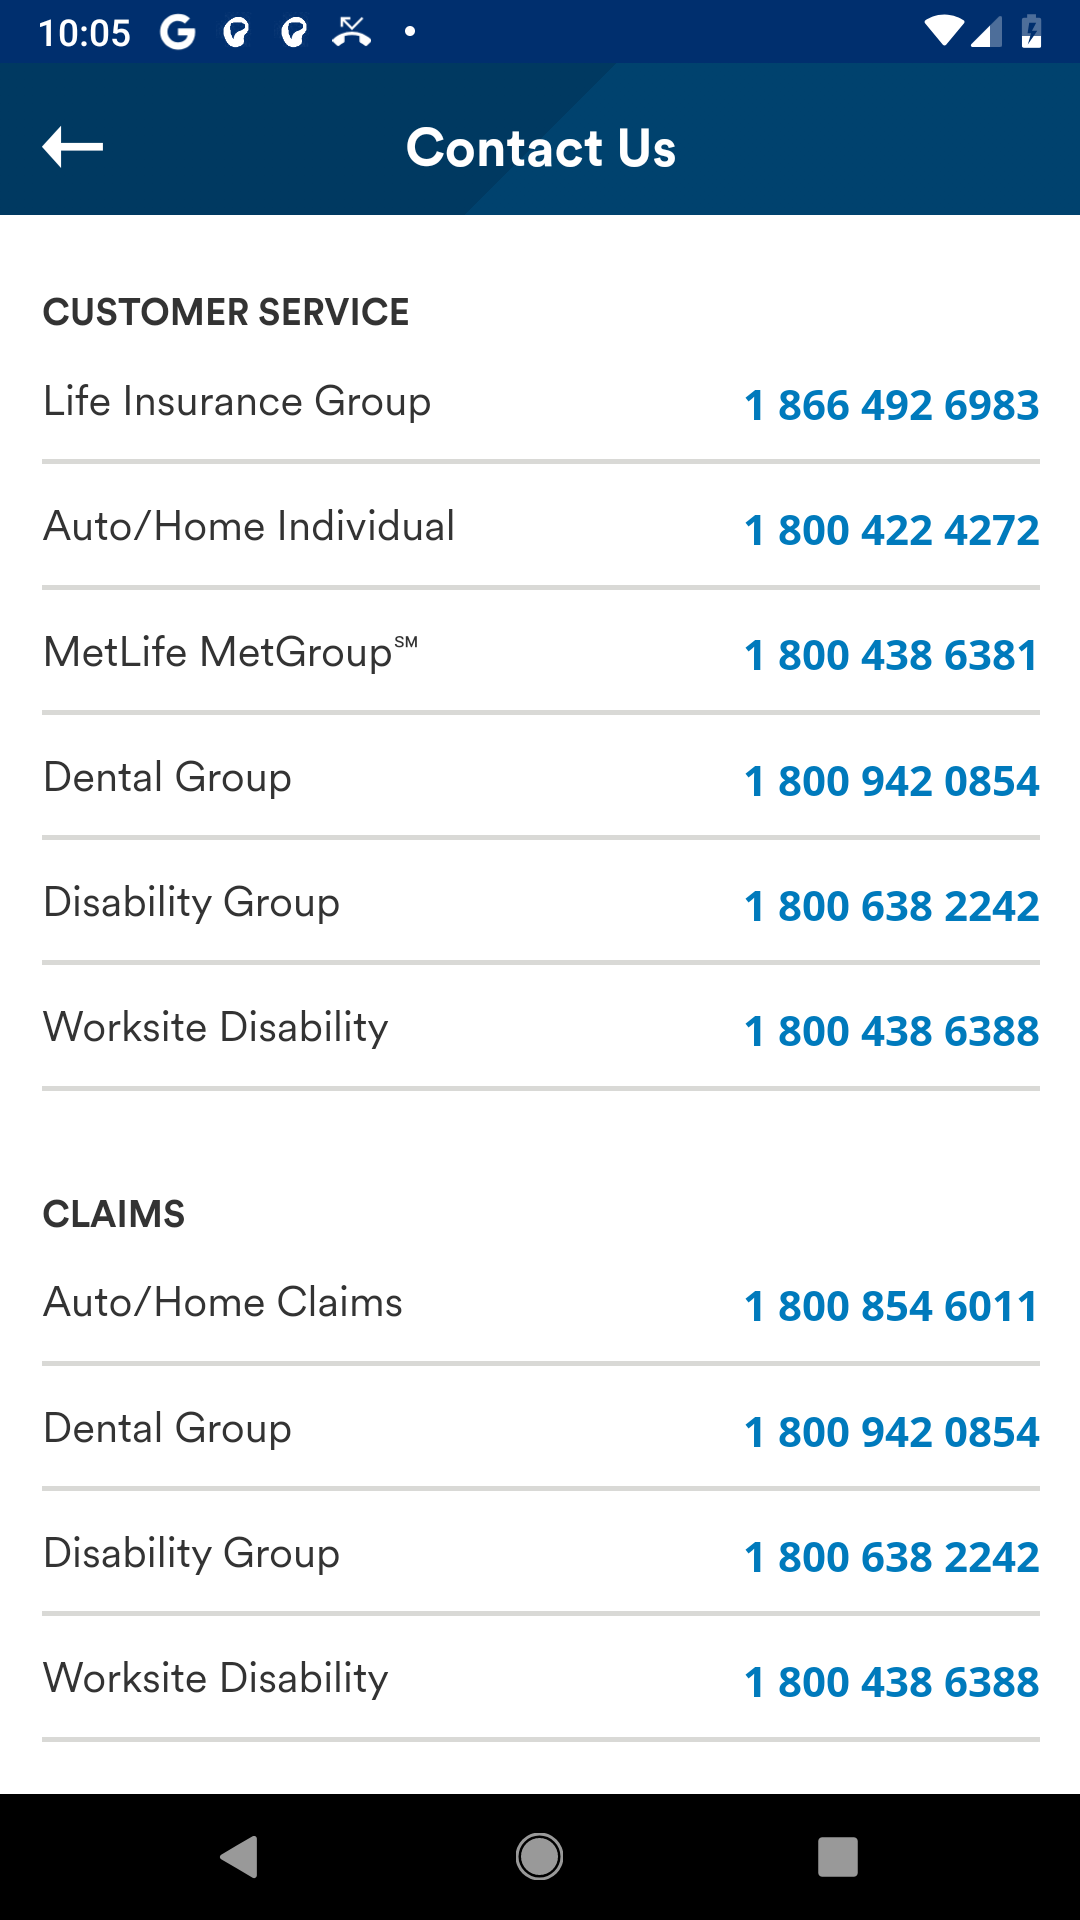 10:05
Contact Us
CUSTOMER SERVICE
Life Insurance Group 1 866 492 6983
Auto/Home Individual 1 800 422 4272
MetLife MetGroup℠ 1 800 438 6381
Dental Group 1 800 942 0854
Disability Group 1 800 638 2242
Worksite Disability 1 800 438 6388
CLAIMS
Auto/Home Claims 1 800 854 6011
Dental Group 1 800 942 0854
Disability Group 1 800 638 2242
Worksite Disability 1 800 438 6388